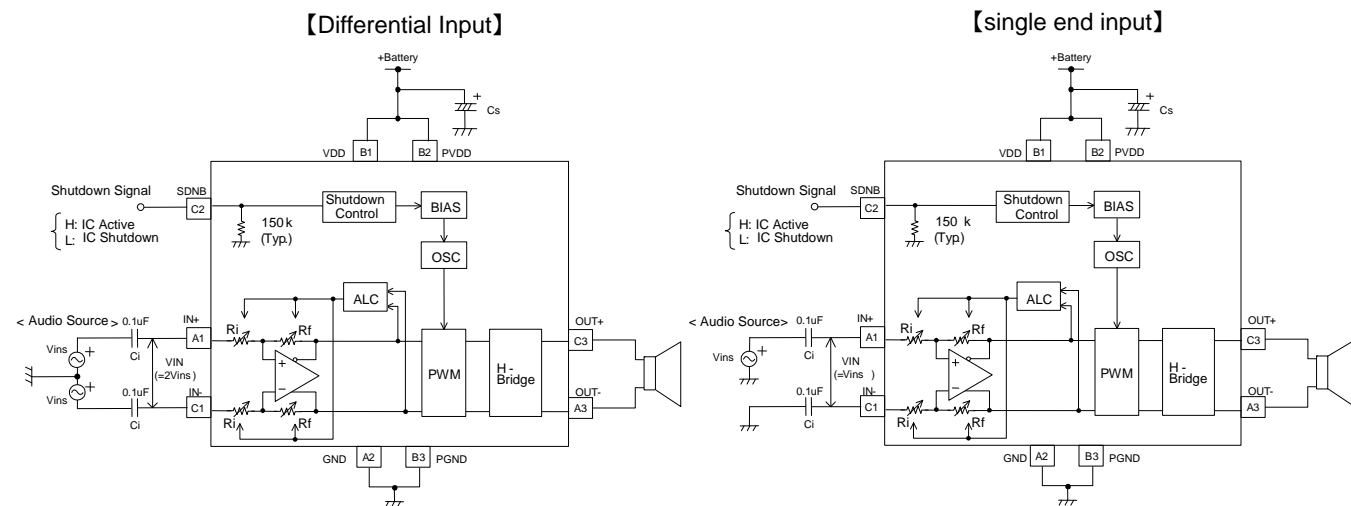 【Differential Input】
+Battery
+
Cs
VDD
B1
B2
PVDD
Shutdown Signal
SDNB
C2
H: IC Active
L: IC Shutdown
150k
(Typ.)
Shutdown
Control
BIAS
OSC
ALC
< Audio Source >
0.1uF
Ci
IN+
A1
Ri
Rf
Vins
+
VIN
(=2Vins)
+
−
PWM
H -
Bridge
OUT+
C3
Vins
+
0.1uF
Ci
IN-
C1
Ri
Rf
OUT-
A3
GND
A2
B3
PGND
【single end input】
+Battery
+
Cs
VDD
B1
B2
PVDD
Shutdown Signal
SDNB
C2
H: IC Active
L: IC Shutdown
150 k
(Typ.)
Shutdown
Control
BIAS
OSC
ALC
< Audio Source>
0.1uF
Ci
IN+
A1
Ri
Rf
Vins
+
VIN
(=Vins )
+
−
PWM
H -
Bridge
OUT+
C3
0.1uF
Ci
IN-
C1
Ri
Rf
OUT-
A3
GND
A2
B3
PGND